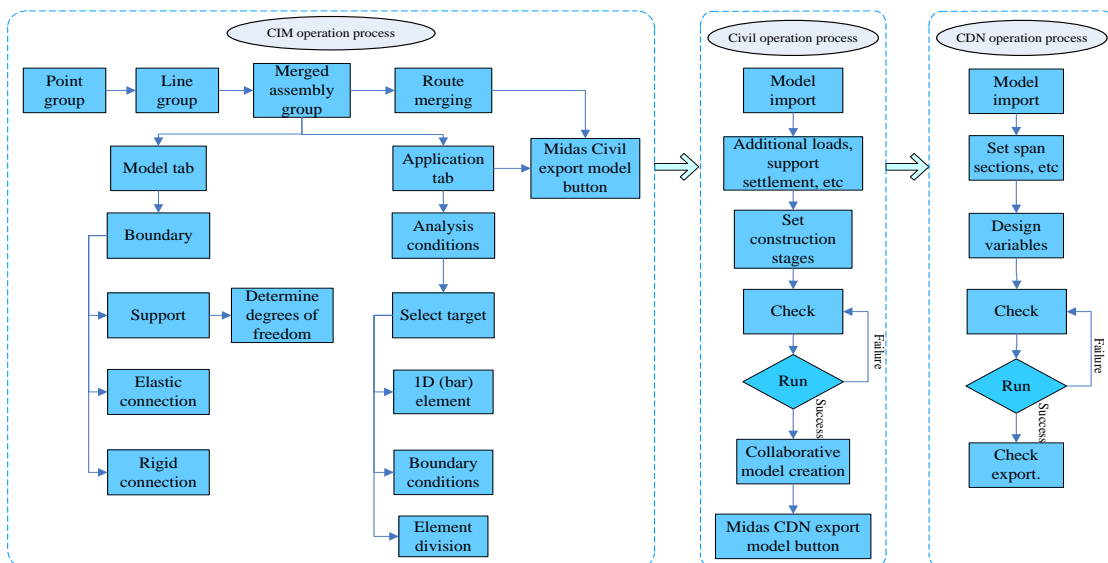 CIM operation process
Point
group
Line
group
Merged
assembly
group
Route
merging
Model tab
Application
tab
Midas Civil
export model
button
Boundary
Analysis
conditions
Support
Determine
degrees of
freedom
Select target
Elastic
connection
1D (bar)
element
Rigid
connection
Boundary
conditions
Element
division
Civil operation process
Model
import
Additional loads,
support
settlement, etc
Set
construction
stages
Check
Failure
Run
Success
Collaborative
model creation
Midas CDN export
model button
CDN operation process
Model
import
Set span
sections, etc
Design
variables
Check
Failure
Run
Success
Check
export.